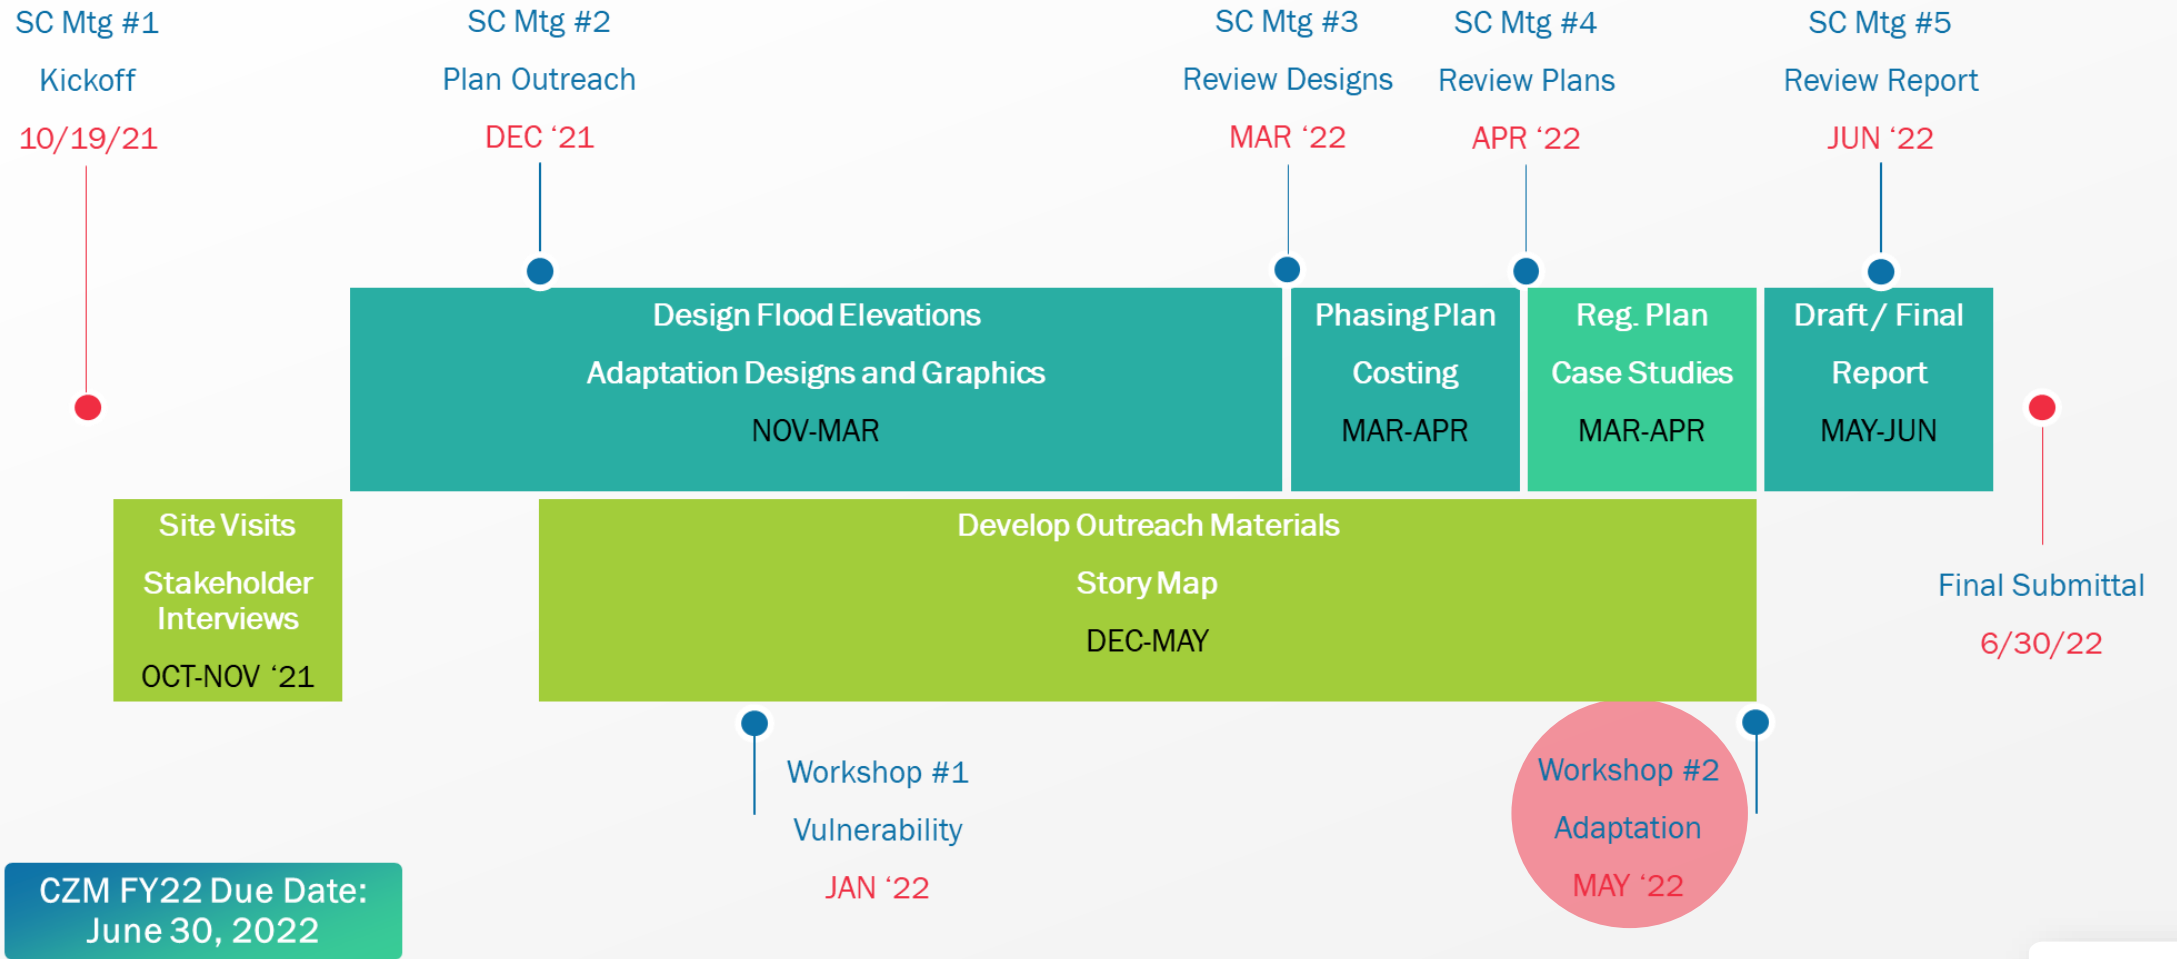 SC Mtg #1
Kickoff
10/19/21
SC Mtg #2
Plan Outreach
DEC ‘21
SC Mtg #3
Review Designs
MAR ‘22
SC Mtg #4
Review Plans
APR ‘22
SC Mtg #5
Review Report
JUN ‘22
Design Flood Elevations
Adaptation Designs and Graphics
NOV-MAR
Phasing Plan
Costing
MAR-APR
Reg. Plan
Case Studies
MAR-APR
Draft/ Final
Report
MAY-JUN
Site Visits
Stakeholder
Interviews
OCT-NOV ‘21
Develop Outreach Materials
Story Map
DEC-MAY
Final Submittal
6/30/22
Workshop #1
Vulnerability
JAN ‘22
Workshop #2
Adaptation
MAY ‘22
CZM FY22 Due Date:
June 30, 2022